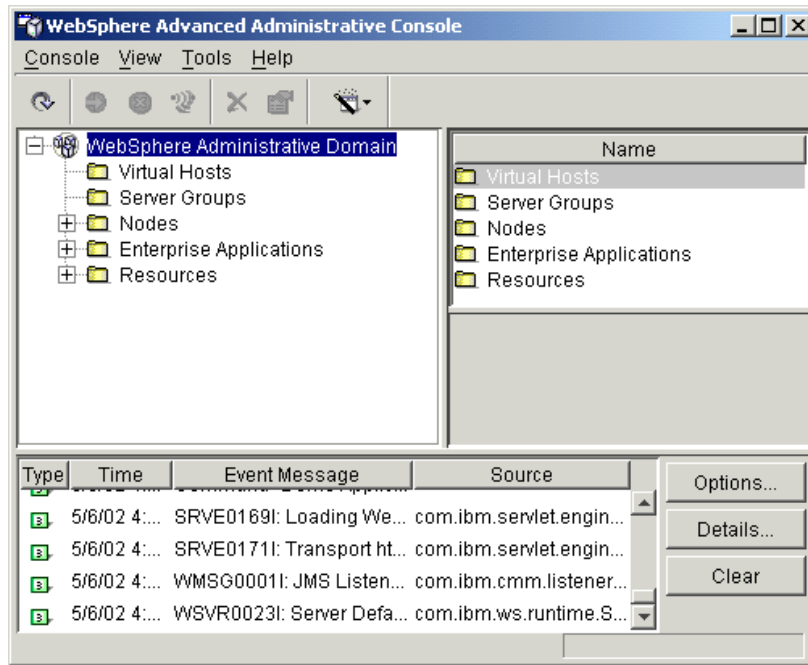 WebSphere Advanced Administrative Console
Console View Tools Help
WebSphere Administrative Domain
Virtual Hosts
Server Groups
Nodes
Enterprise Applications
Resources
Name
Virtual Hosts
Server Groups
Nodes
Enterprise Applications
Resources
Type Time Event Message Source
5/6/02 4:... SRVE0169I: Loading We... com.ibm.servlet.engin...
5/6/02 4:... SRVE0171I: Transport ht... com.ibm.servlet.engin...
5/6/02 4:... WMSG0001I: JMS Listen... com.ibm.cmm.listener...
5/6/02 4:... WSVR0023I: Server Defa... com.ibm.ws.runtime.S...
Options...
Details...
Clear